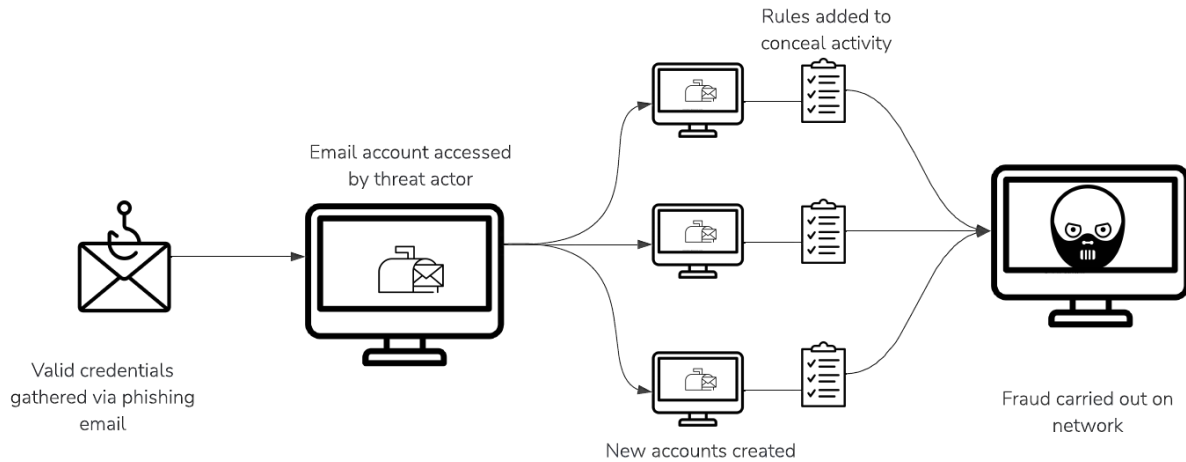 Rules added to
conceal activity
Email account accessed
by threat actor
Valid credentials
gathered via phishing
email
New accounts created
Fraud carried out on
network